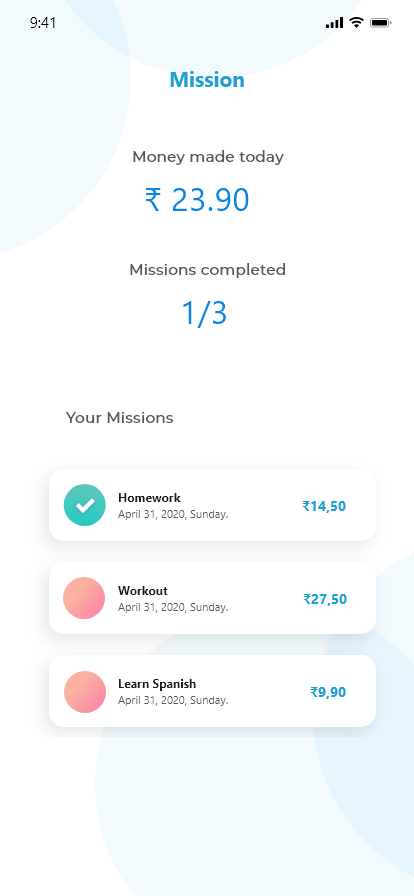 9:41
Mission
Money made today
₹ 23.90
Missions completed
1/3
Your Missions
Homework
April 31, 2020, Sunday.
₹14,50
Workout
April 31, 2020, Sunday.
₹27,50
Learn Spanish
April 31, 2020, Sunday.
₹9,90